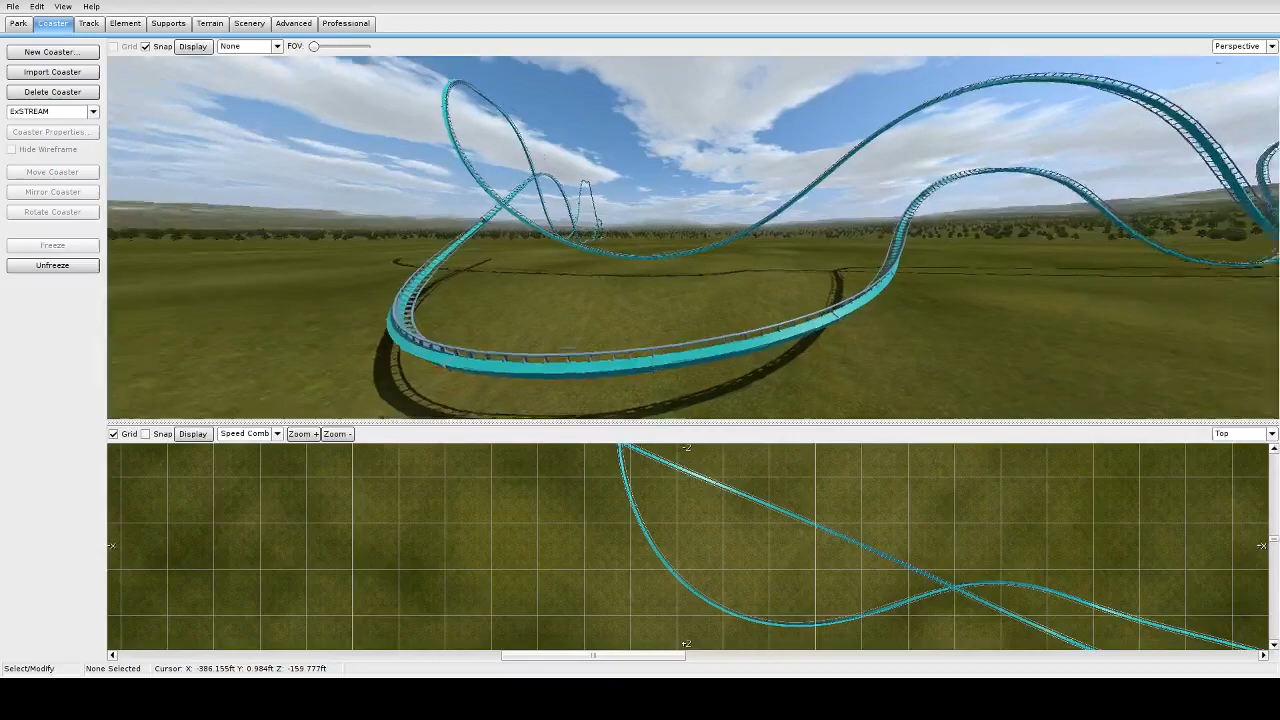 File Edit View Help
Park Coaster Track Element Supports Terrain Scenery Advanced Professional
New Coaster...
Import Coaster
Delete Coaster
ExSTREAM
Coaster Properties...
Hide Wireframe
Move Coaster
Mirror Coaster
Rotate Coaster
Freeze
Unfreeze
Grid Snap Display None FOV: Perspective
Grid Snap Display Speed Comb Zoom + Zoom - Top
-Z
-X -X
+Z
Select/Modify None Selected Cursor: X: -386.155ft Y: 0.984ft Z: -159.777ft